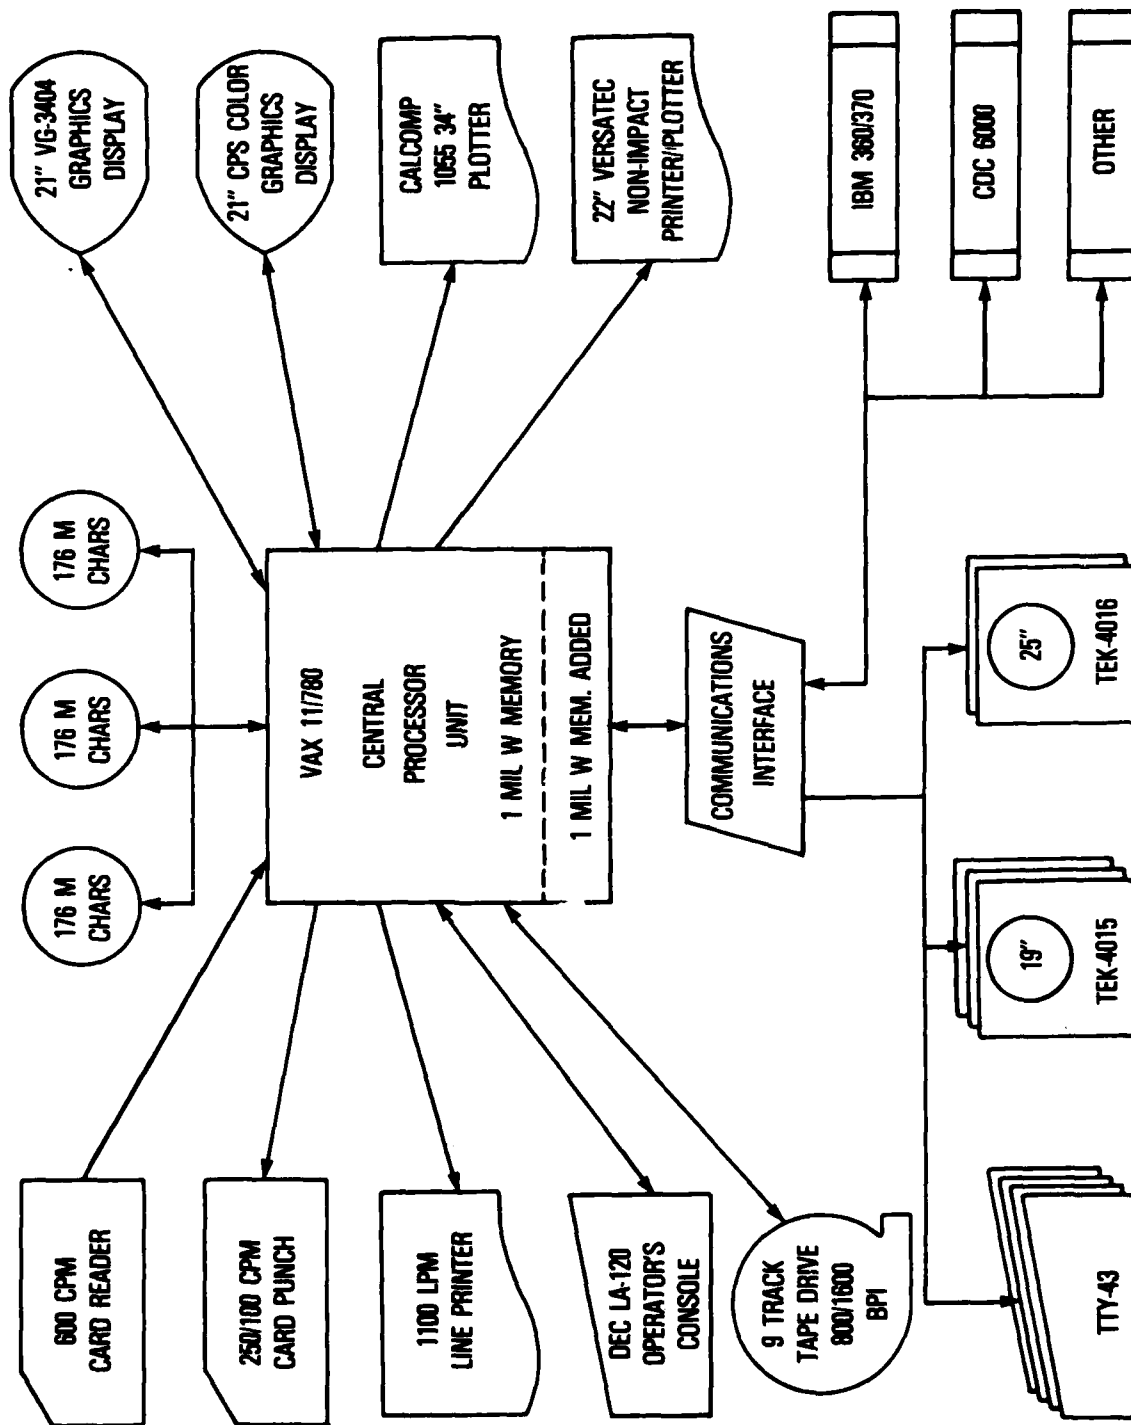 600 CPM
CARD READER
250/100 CPM
CARD PUNCH
1100 LPM
LINE PRINTER
DEC LA-120
OPERATOR'S
CONSOLE
9 TRACK
TAPE DRIVE
800/1600
BPI
TTY-43
176 M
CHARS
176 M
CHARS
176 M
CHARS
VAX 11/780
CENTRAL
PROCESSOR
UNIT
1 MIL W MEMORY
1 MIL W MEM. ADDED
COMMUNICATIONS
INTERFACE
19"
TEK-4015
25"
TEK-4016
21" VG-3404
GRAPHICS
DISPLAY
21" CPS COLOR
GRAPHICS
DISPLAY
CALCOMP
1055 34"
PLOTTER
22" VERSATEC
NON-IMPACT
PRINTER/PLOTTER
IBM 360/370
CDC 6000
OTHER